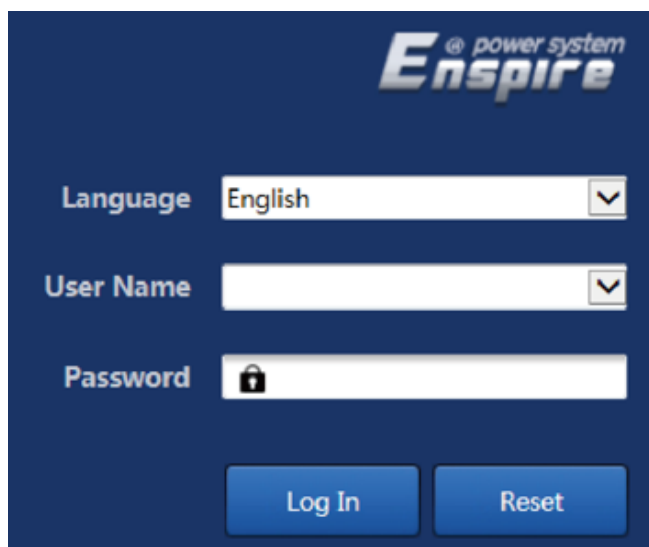 @ power system
Enspire
Language English
User Name
Password
Log In Reset